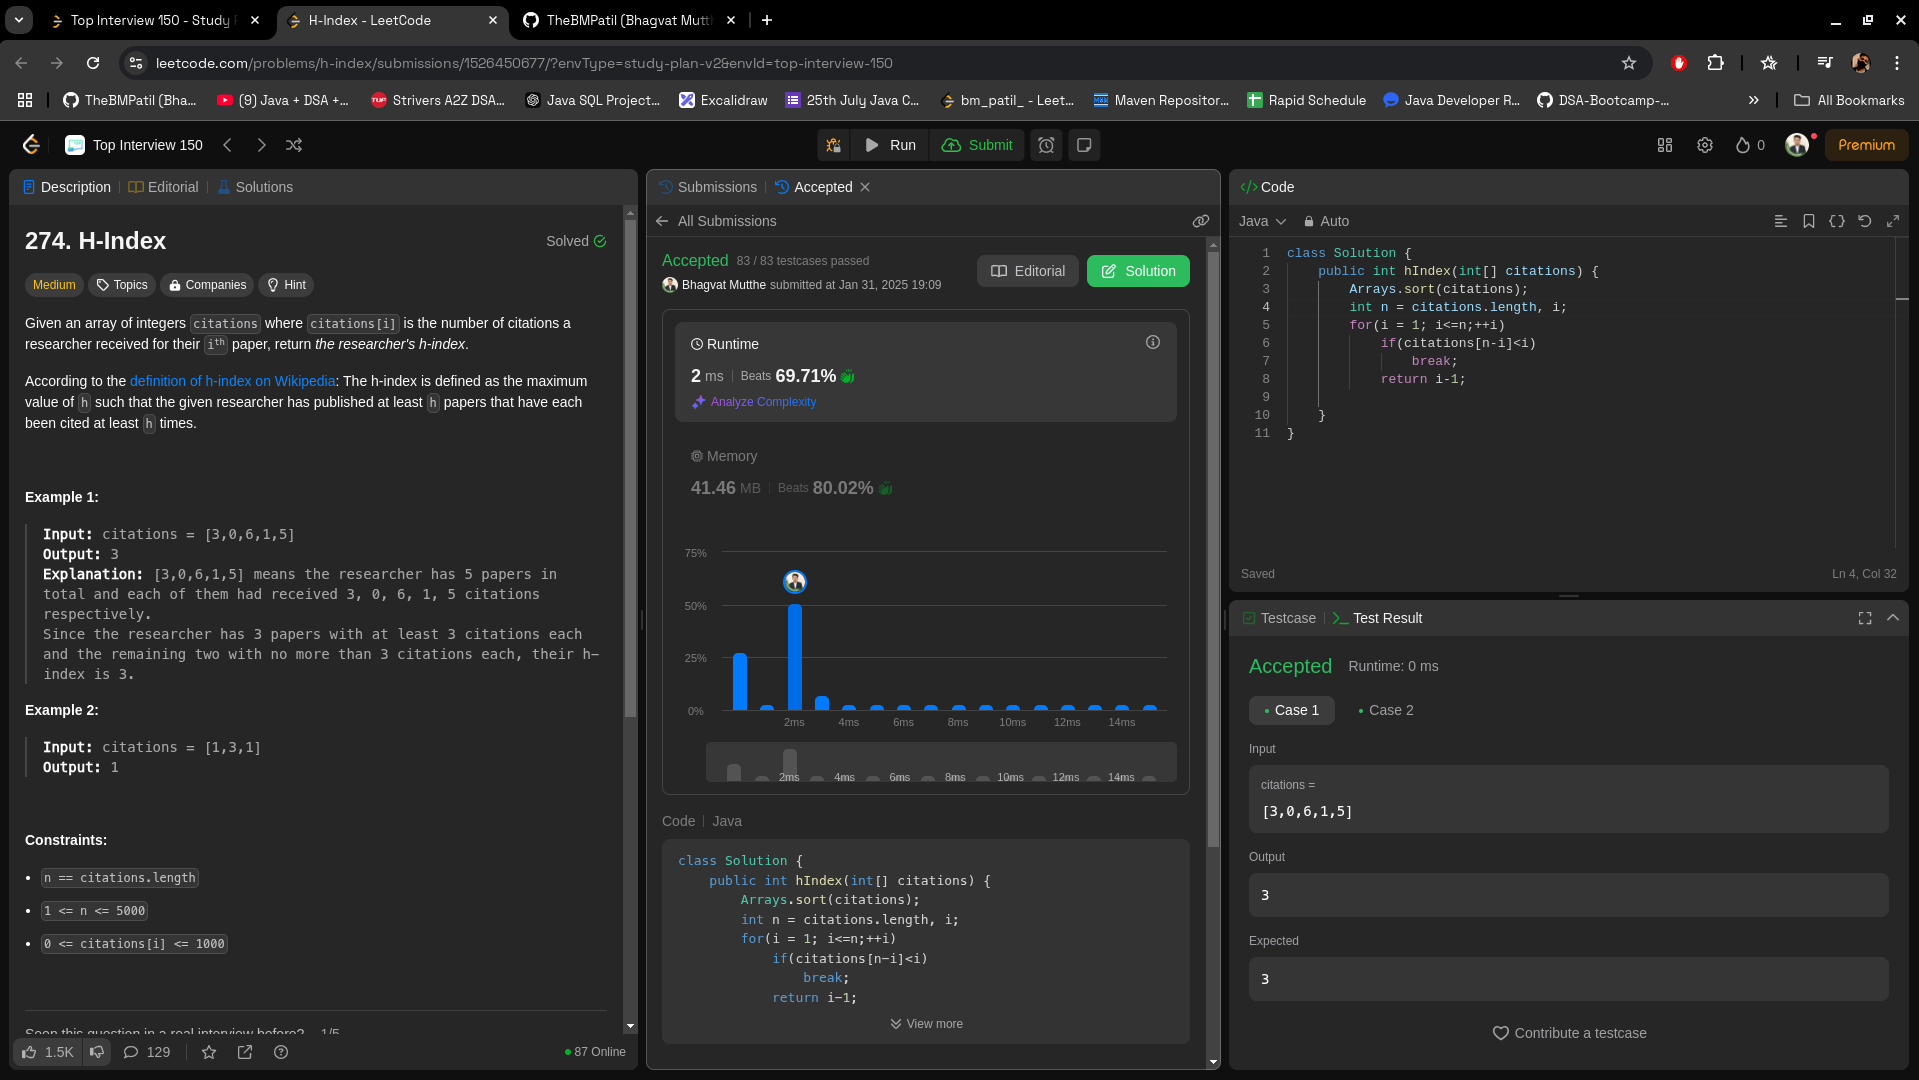 Top Interview 150 - Study
H-Index - LeetCode
TheBMPatil (Bhagvat Mutth
leetcode.com/problems/h-index/submissions/1526450677/?envType=study-plan-v2&envId=top-interview-150
TheBMPatil (Bha...
(9) Java + DSA +...
Strivers A2Z DSA...
Java SQL Project...
Excalidraw
25th July Java C...
bm_patil_ - Leet...
Maven Repositor...
Rapid Schedule
Java Developer R...
DSA-Bootcamp-...
All Bookmarks
Top Interview 150
Run
Submit
0
Premium
Description
Editorial
Solutions
274. H-Index
Solved
Medium
Topics
Companies
Hint
Given an array of integers citations where citations[i] is the number of citations a
researcher received for their ith paper, return the researcher's h-index.
According to the definition of h-index on Wikipedia: The h-index is defined as the maximum
value of h such that the given researcher has published at least h papers that have each
been cited at least h times.
Example 1:
Input: citations = [3,0,6,1,5]
Output: 3
Explanation: [3,0,6,1,5] means the researcher has 5 papers in
total and each of them had received 3, 0, 6, 1, 5 citations
respectively.
Since the researcher has 3 papers with at least 3 citations each
and the remaining two with no more than 3 citations each, their h-
index is 3.
Example 2:
Input: citations = [1,3,1]
Output: 1
Constraints:
n == citations.length
1 <= n <= 5000
0 <= citations[i] <= 1000
Seen this question in a real interview before? 1/5
1.5K
129
87 Online
Submissions
Accepted
All Submissions
Accepted 83 / 83 testcases passed
Bhagvat Mutthe submitted at Jan 31, 2025 19:09
Editorial
Solution
Runtime
2 ms Beats 69.71%
Analyze Complexity
Memory
41.46 MB Beats 80.02%
75%
50%
25%
0%
2ms 4ms 6ms 8ms 10ms 12ms 14ms
2ms 4ms 6ms 8ms 10ms 12ms 14ms
Code Java
class Solution {
public int hIndex(int[] citations) {
Arrays.sort(citations);
int n = citations.length, i;
for(i = 1; i<=n;++i)
if(citations[n-i]<i)
break;
return i-1;
View more
Code
Java
Auto
1 class Solution {
2 public int hIndex(int[] citations) {
3 Arrays.sort(citations);
4 int n = citations.length, i;
5 for(i = 1; i<=n;++i)
6 if(citations[n-i]<i)
7 break;
8 return i-1;
9
10 }
11 }
Saved
Ln 4, Col 32
Testcase
Test Result
Accepted Runtime: 0 ms
Case 1
Case 2
Input
citations =
[3,0,6,1,5]
Output
3
Expected
3
Contribute a testcase